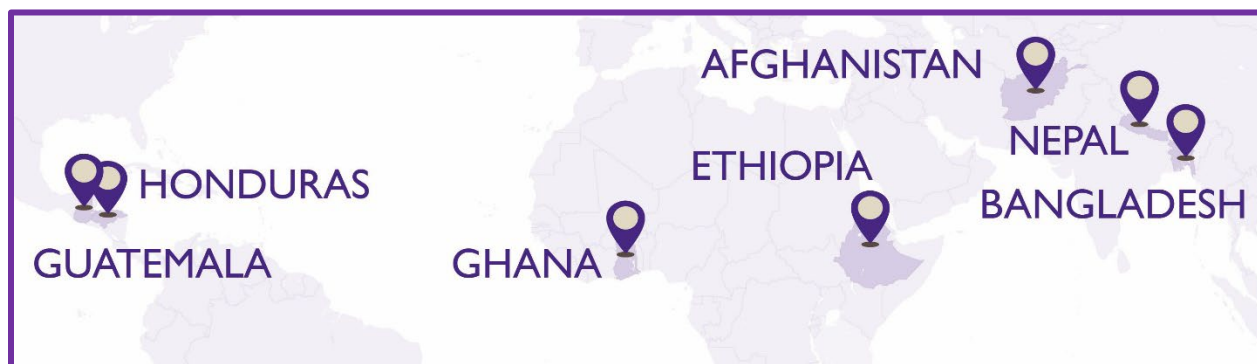 AFGHANISTAN
NEPAL
ETHIOPIA
HONDURAS
BANGLADESH
GUATEMALA
GHANA